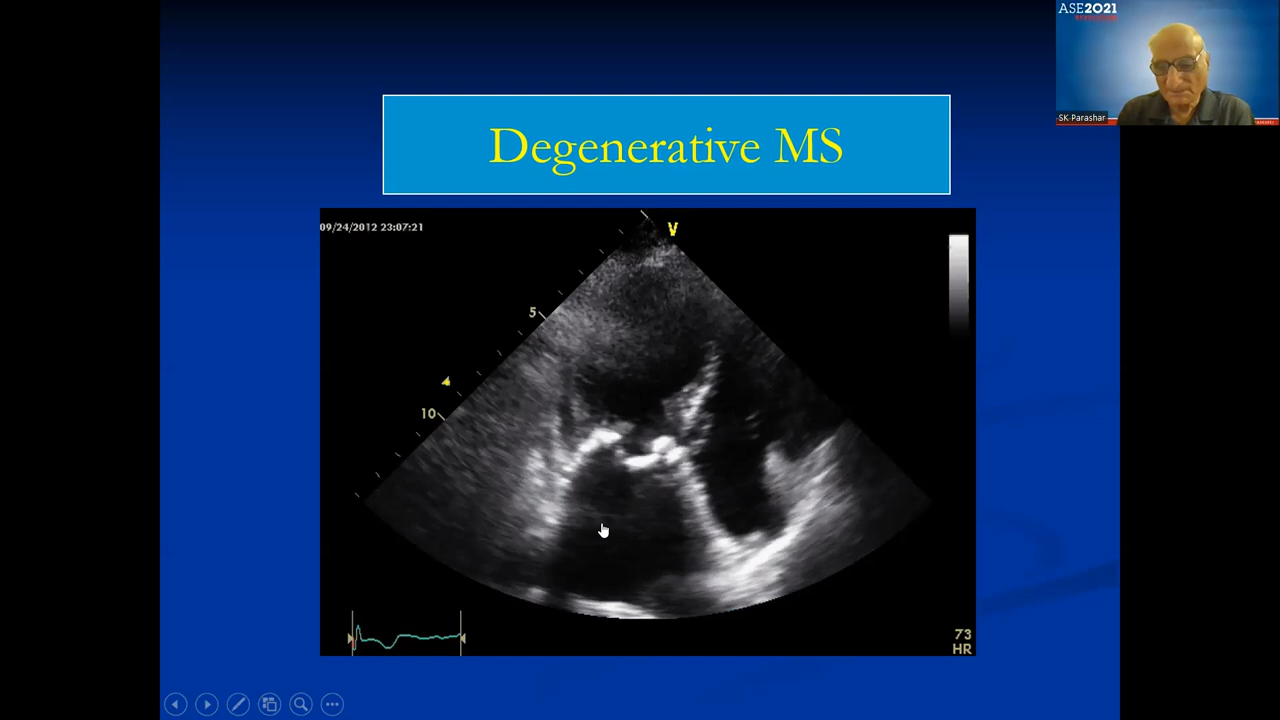 ASE2021
SK Parashar
Degenerative MS
09/24/2012 23:07:21
V
5
10
73
HR